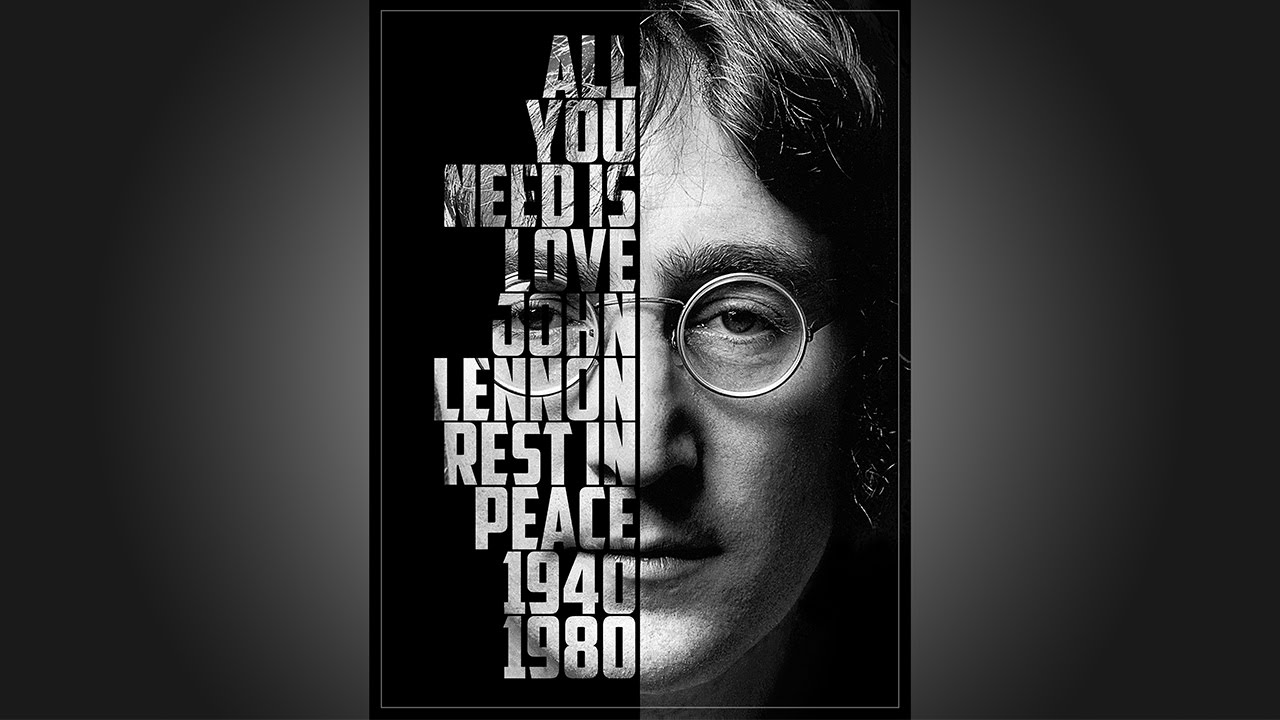 ALL
YOU
NEED IS
LOVE
JOHN
LENNON
REST IN
PEACE
1940
1980